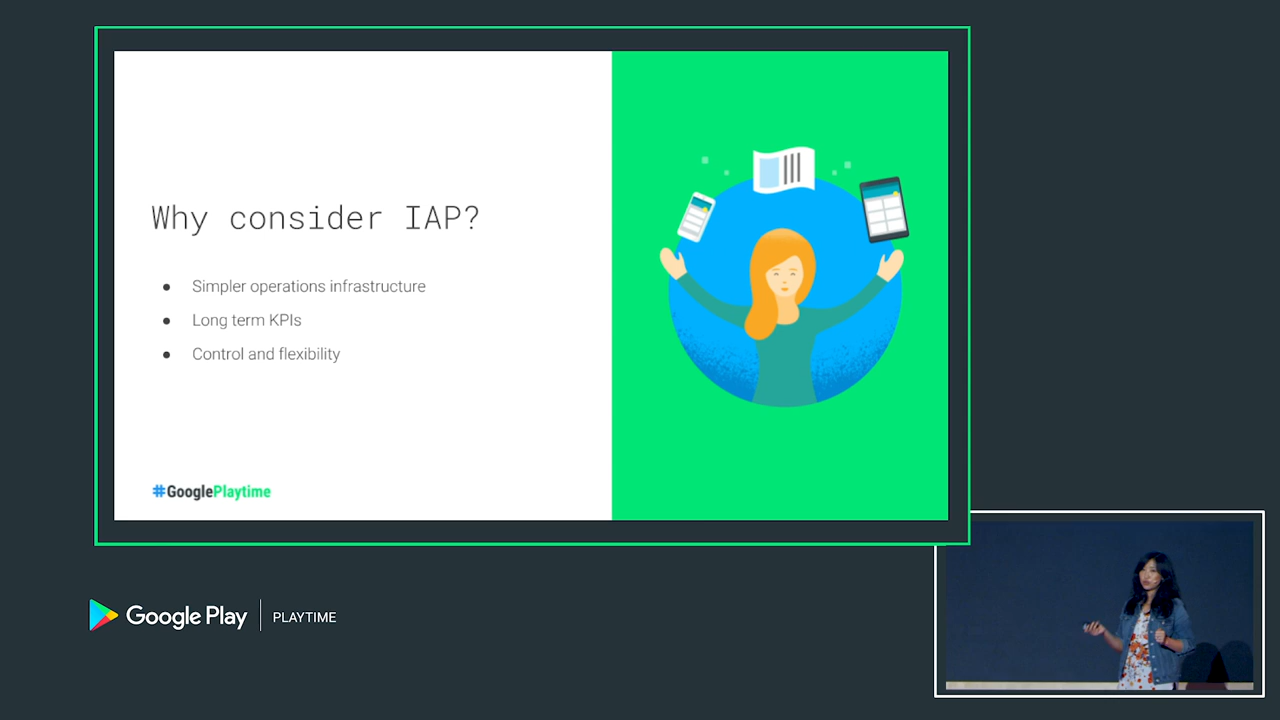 Why consider IAP?
● Simpler operations infrastructure
● Long term KPIs
● Control and flexibility
#GooglePlaytime
Google Play | PLAYTIME